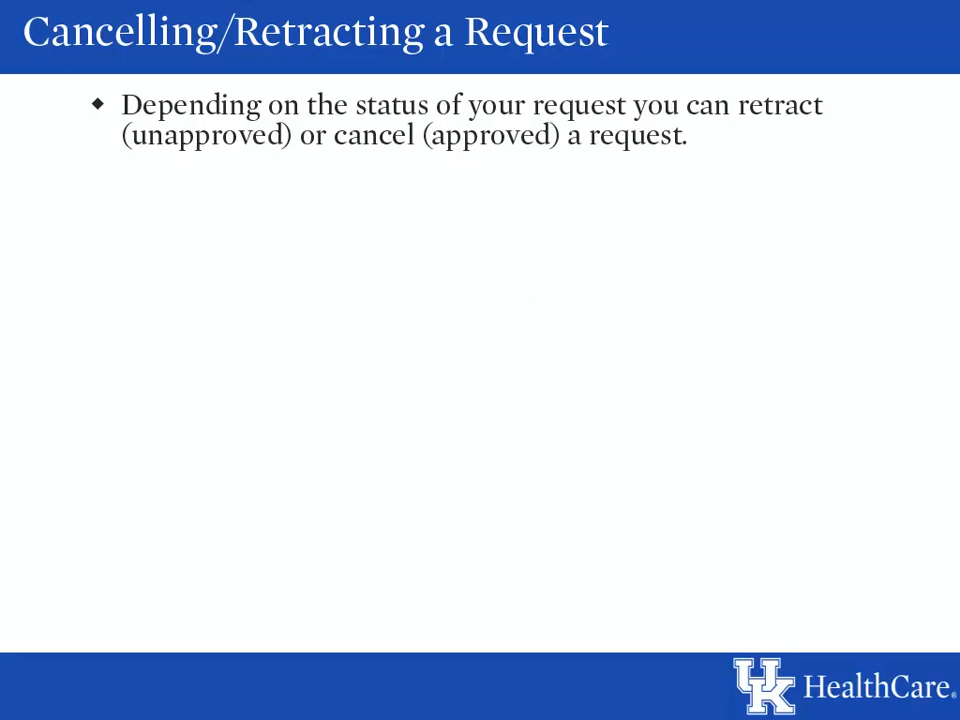 Cancelling/Retracting a Request
◆ Depending on the status of your request you can retract
(unapproved) or cancel (approved) a request.
UK HealthCare®